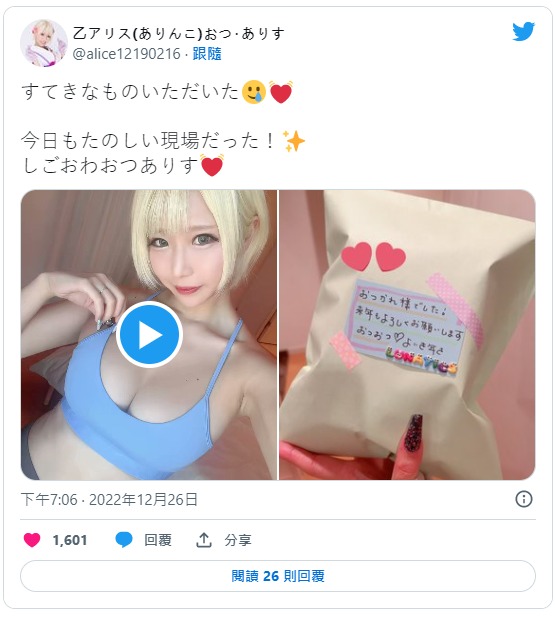 乙アリス(ありんこ)おつ·ありす
@alice12190216 · 跟隨
すてきなものいただいた🥲💓
今日もたのしい現場だった！✨
しごおわおつありす💓
おつかれ様でした!
来年もよろしくお願いします
おつおつ♡よーき年を
LUNATICS
下午7:06 · 2022年12月26日
1,601 回覆 分享
閱讀 26 則回覆